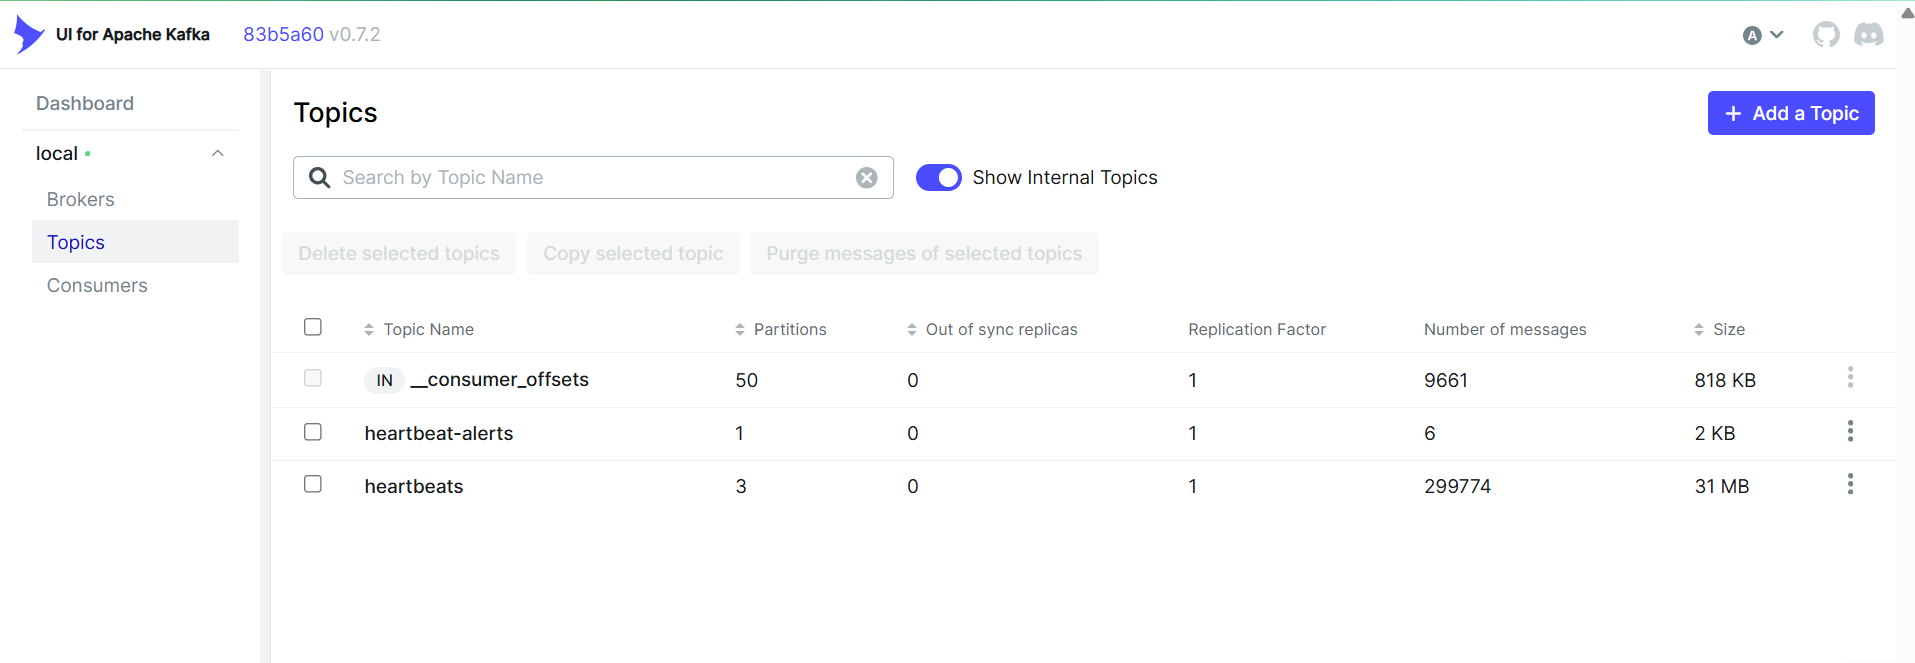 UI for Apache Kafka 83b5a60 v0.7.2 A
Dashboard
local
Brokers
Topics
Consumers
Topics
+ Add a Topic
Search by Topic Name
Show Internal Topics
Delete selected topics Copy selected topic Purge messages of selected topics
Topic Name Partitions Out of sync replicas Replication Factor Number of messages Size
IN __consumer_offsets 50 0 1 9661 818 KB
heartbeat-alerts 1 0 1 6 2 KB
heartbeats 3 0 1 299774 31 MB